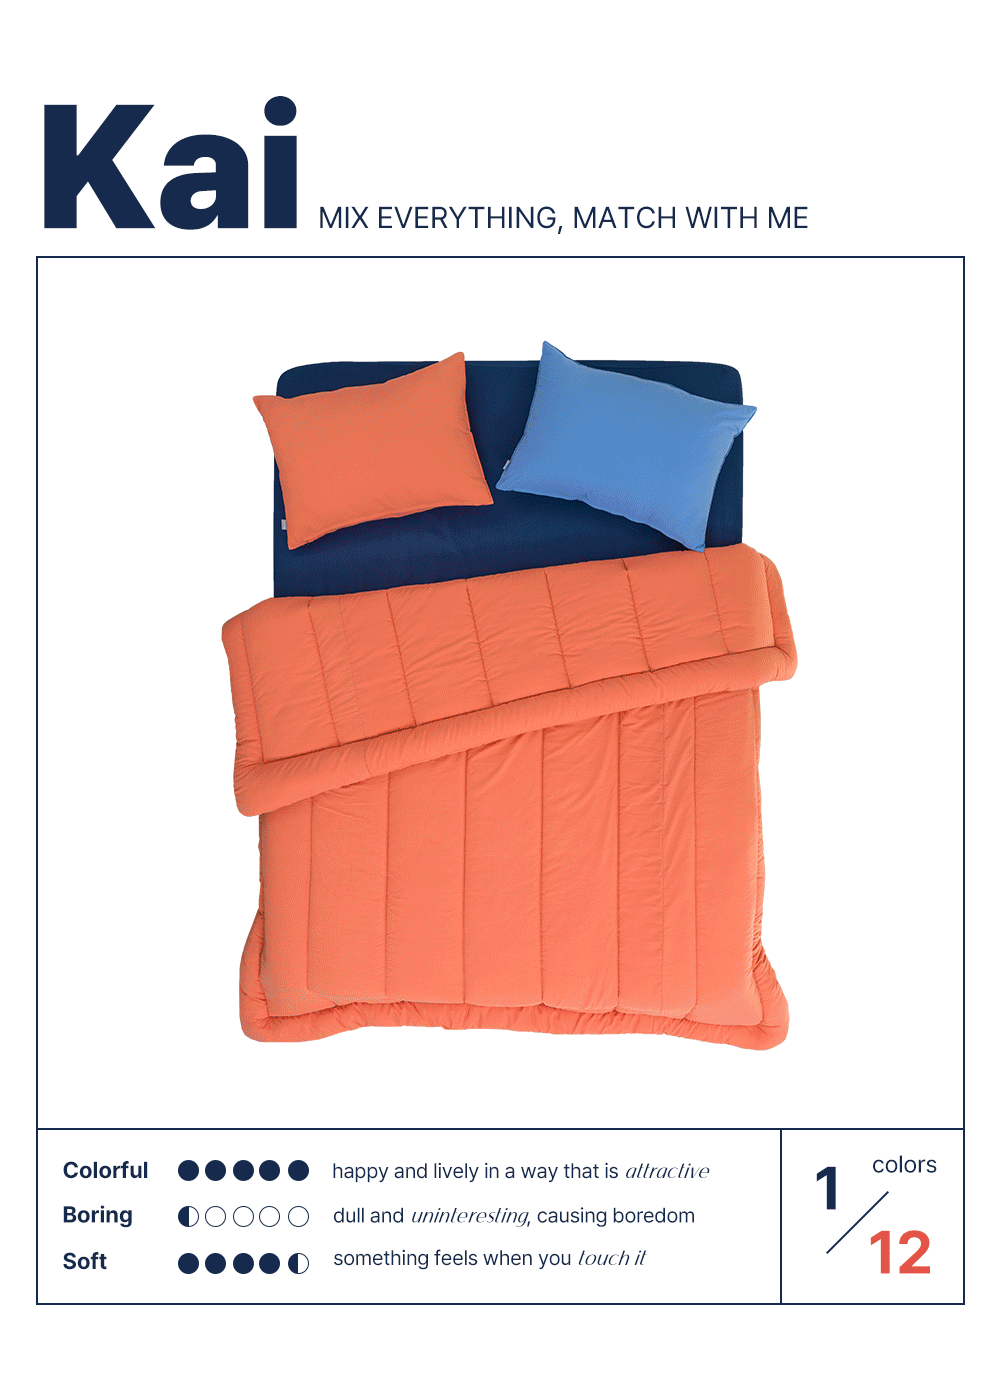 Kai
MIX EVERYTHING, MATCH WITH ME
Colorful happy and lively in a way that is attractive
Boring dull and uninteresting, causing boredom
Soft something feels when you touch it
1
colors
12